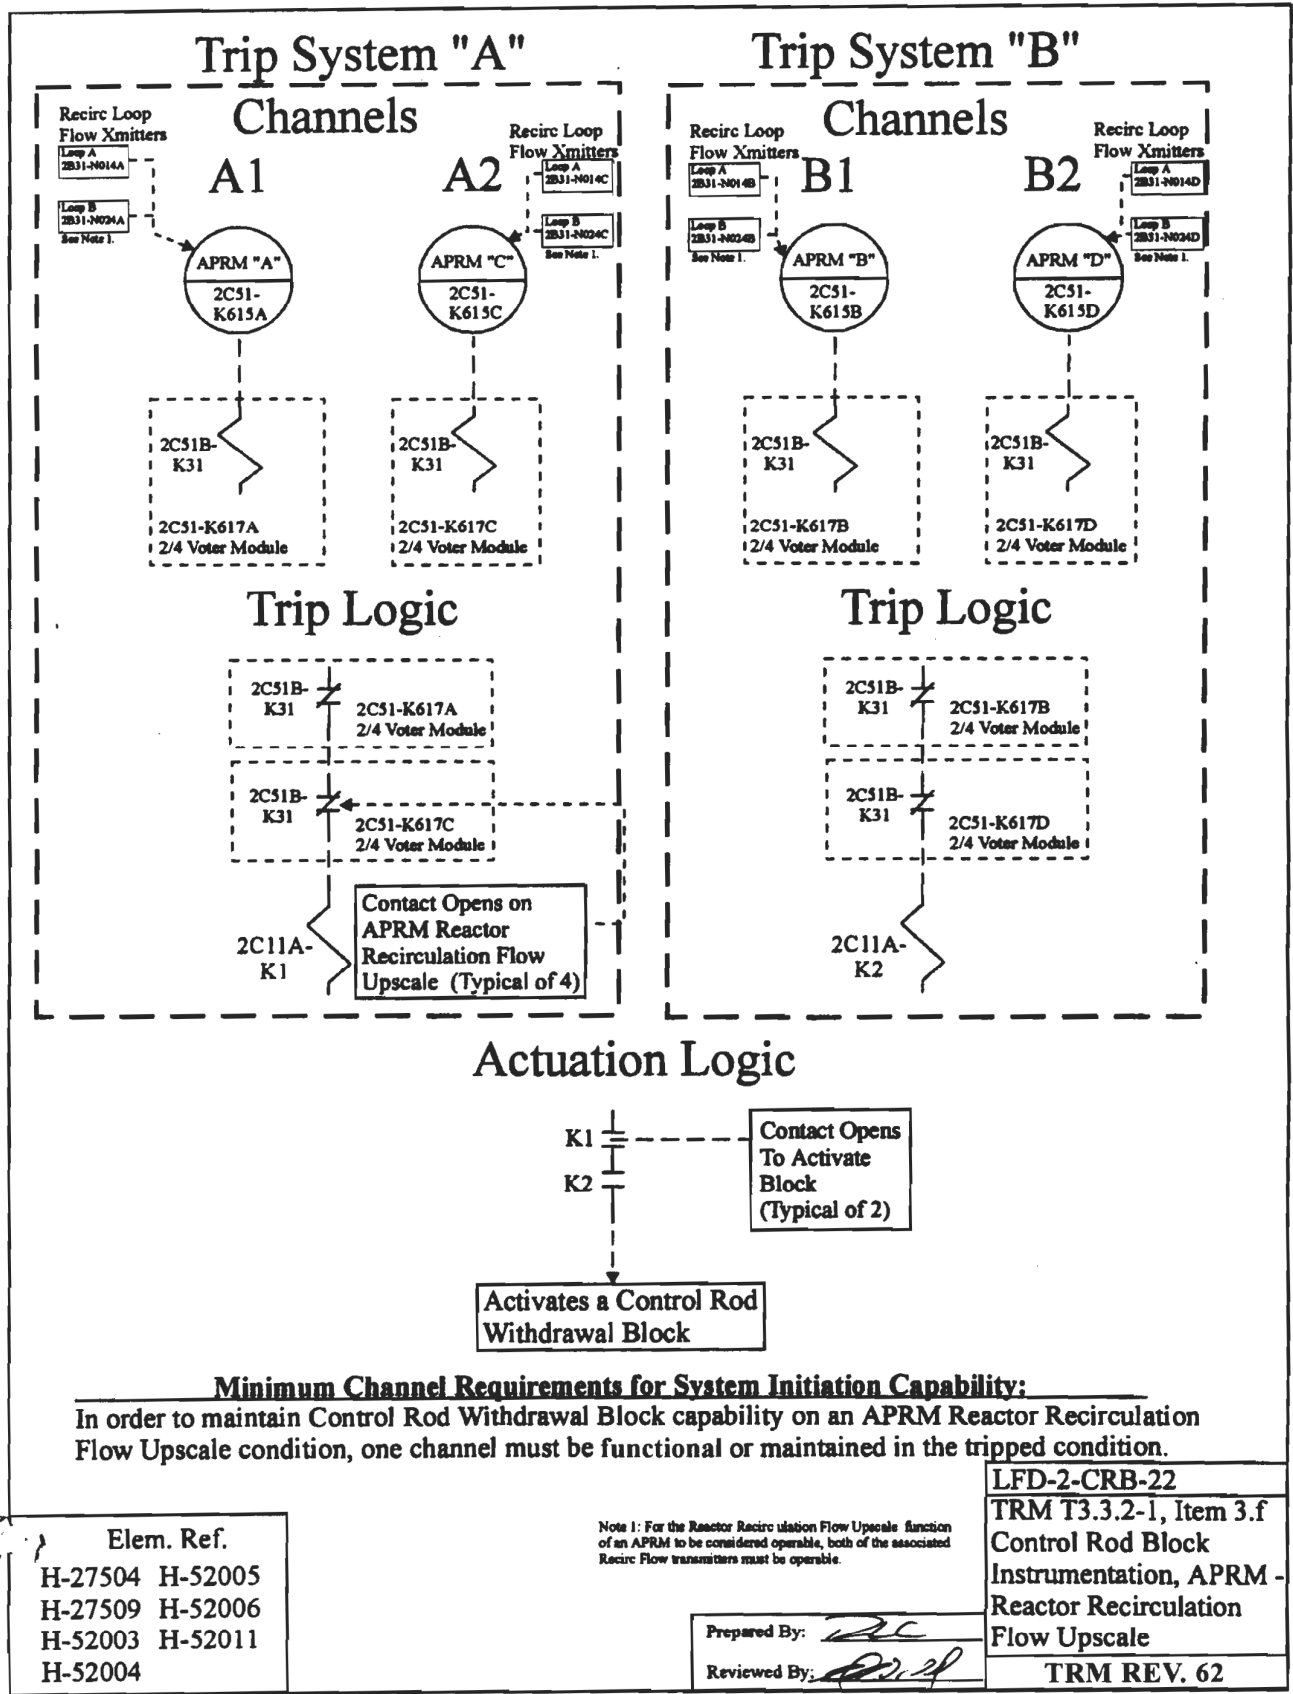 Trip System "A"
Trip System "B"
Channels
Recirc Loop
Flow Xmitters
Loop A
2B31-N014A
Loop B
2B31-N024A
See Note 1.
A1
A2
Recirc Loop
Flow Xmitters
Loop A
2B31-N014C
Loop B
2B31-N024C
See Note 1.
APRM "A"
2C51-
K615A
APRM "C"
2C51-
K615C
2C51B-
K31
2C51-K617A
2/4 Voter Module
2C51B-
K31
2C51-K617C
2/4 Voter Module
Trip Logic
2C51B-
K31
2C51-K617A
2/4 Voter Module
2C51B-
K31
2C51-K617C
2/4 Voter Module
2C11A-
K1
Contact Opens on
APRM Reactor
Recirculation Flow
Upscale (Typical of 4)
Channels
Recirc Loop
Flow Xmitters
Loop A
2B31-N014B
Loop B
2B31-N024B
See Note 1.
B1
B2
Recirc Loop
Flow Xmitters
Loop A
2B31-N014D
Loop B
2B31-N024D
See Note 1.
APRM "B"
2C51-
K615B
APRM "D"
2C51-
K615D
2C51B-
K31
2C51-K617B
2/4 Voter Module
2C51B-
K31
2C51-K617D
2/4 Voter Module
Trip Logic
2C51B-
K31
2C51-K617B
2/4 Voter Module
2C51B-
K31
2C51-K617D
2/4 Voter Module
2C11A-
K2
Actuation Logic
K1
K2
Contact Opens
To Activate
Block
(Typical of 2)
Activates a Control Rod
Withdrawal Block
Minimum Channel Requirements for System Initiation Capability:
In order to maintain Control Rod Withdrawal Block capability on an APRM Reactor Recirculation
Flow Upscale condition, one channel must be functional or maintained in the tripped condition.
Elem. Ref.
H-27504 H-52005
H-27509 H-52006
H-52003 H-52011
H-52004
Note 1: For the Reactor Recirc ulation Flow Upscale function
of an APRM to be considered operable, both of the associated
Recirc Flow transmitters must be operable.
Prepared By:
Reviewed By:
LFD-2-CRB-22
TRM T3.3.2-1, Item 3.f
Control Rod Block
Instrumentation, APRM -
Reactor Recirculation
Flow Upscale
TRM REV. 62